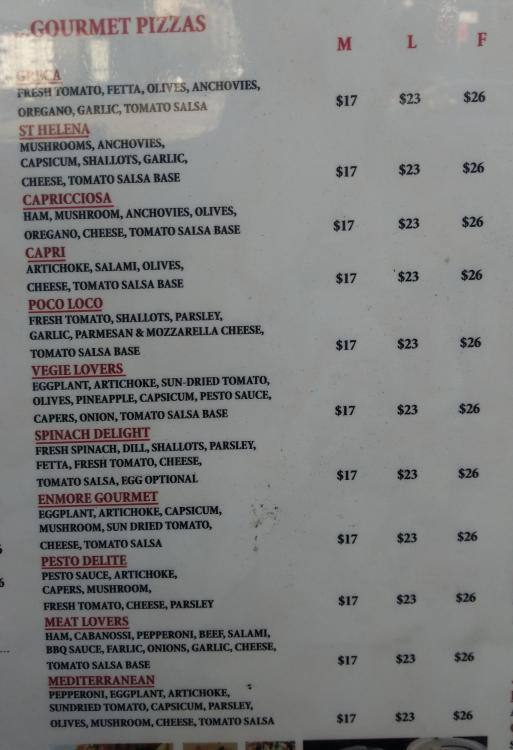 ...GOURMET PIZZAS
M L F
GRECA
FRESH TOMATO, FETTA, OLIVES, ANCHOVIES,
OREGANO, GARLIC, TOMATO SALSA $17 $23 $26
ST HELENA
MUSHROOMS, ANCHOVIES,
CAPSICUM, SHALLOTS, GARLIC,
CHEESE, TOMATO SALSA BASE $17 $23 $26
CAPRICCIOSA
HAM, MUSHROOM, ANCHOVIES, OLIVES,
OREGANO, CHEESE, TOMATO SALSA BASE $17 $23 $26
CAPRI
ARTICHOKE, SALAMI, OLIVES,
CHEESE, TOMATO SALSA BASE $17 $23 $26
POCO LOCO
FRESH TOMATO, SHALLOTS, PARSLEY,
GARLIC, PARMESAN & MOZZARELLA CHEESE,
TOMATO SALSA BASE $17 $23 $26
VEGIE LOVERS
EGGPLANT, ARTICHOKE, SUN-DRIED TOMATO,
OLIVES, PINEAPPLE, CAPSICUM, PESTO SAUCE,
CAPERS, ONION, TOMATO SALSA BASE $17 $23 $26
SPINACH DELIGHT
FRESH SPINACH, DILL, SHALLOTS, PARSLEY,
FETTA, FRESH TOMATO, CHEESE,
TOMATO SALSA, EGG OPTIONAL $17 $23 $26
ENMORE GOURMET
EGGPLANT, ARTICHOKE, CAPSICUM,
MUSHROOM, SUN DRIED TOMATO,
CHEESE, TOMATO SALSA $17 $23 $26
PESTO DELITE
PESTO SAUCE, ARTICHOKE,
CAPERS, MUSHROOM,
FRESH TOMATO, CHEESE, PARSLEY $17 $23 $26
MEAT LOVERS
HAM, CABANOSSI, PEPPERONI, BEEF, SALAMI,
BBQ SAUCE, FARLIC, ONIONS, GARLIC, CHEESE,
TOMATO SALSA BASE $17 $23 $26
MEDITERRANEAN
PEPPERONI, EGGPLANT, ARTICHOKE,
SUNDRIED TOMATO, CAPSICUM, PARSLEY,
OLIVES, MUSHROOM, CHEESE, TOMATO SALSA $17 $23 $26